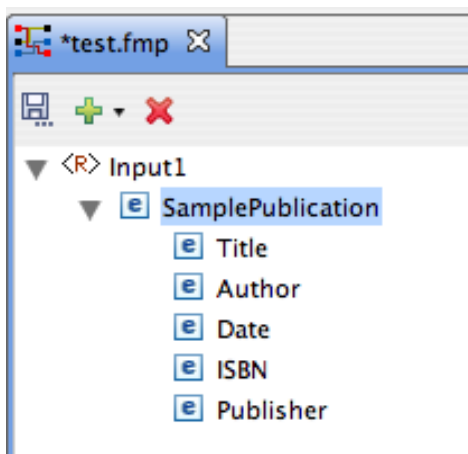 *test.fmp
<R> Input1
e SamplePublication
e Title
e Author
e Date
e ISBN
e Publisher